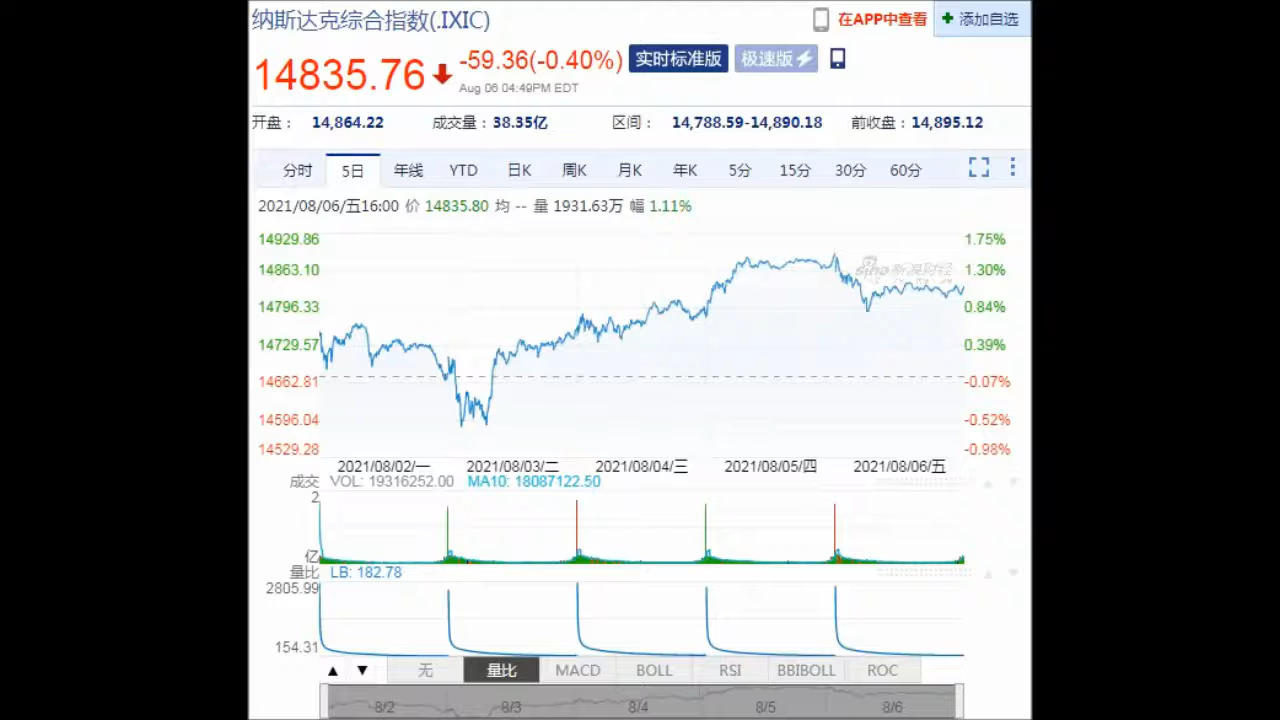 纳斯达克综合指数(.IXIC)
在APP中查看
+ 添加自选
14835.76
-59.36(-0.40%)
实时标准版
极速版
Aug 06 04:49PM EDT
开盘： 14,864.22 成交量：38.35亿 区间： 14,788.59-14,890.18 前收盘：14,895.12
分时 5日 年线 YTD 日K 周K 月K 年K 5分 15分 30分 60分
2021/08/06/五16:00 价 14835.80 均 -- 量 1931.63万 幅 1.11%
14929.86 1.75%
14863.10 1.30%
sina 新浪财经
14796.33 0.84%
14729.57 0.39%
14662.81 -0.07%
14596.04 -0.52%
14529.28 -0.98%
2021/08/02/一 2021/08/03/二 2021/08/04/三 2021/08/05/四 2021/08/06/五
成交 VOL: 19316252.00 MA10: 18087122.50
2
亿
量比 LB: 182.78
2805.99
154.31
无 量比 MACD BOLL RSI BBIBOLL ROC
8/2 8/3 8/4 8/5 8/6